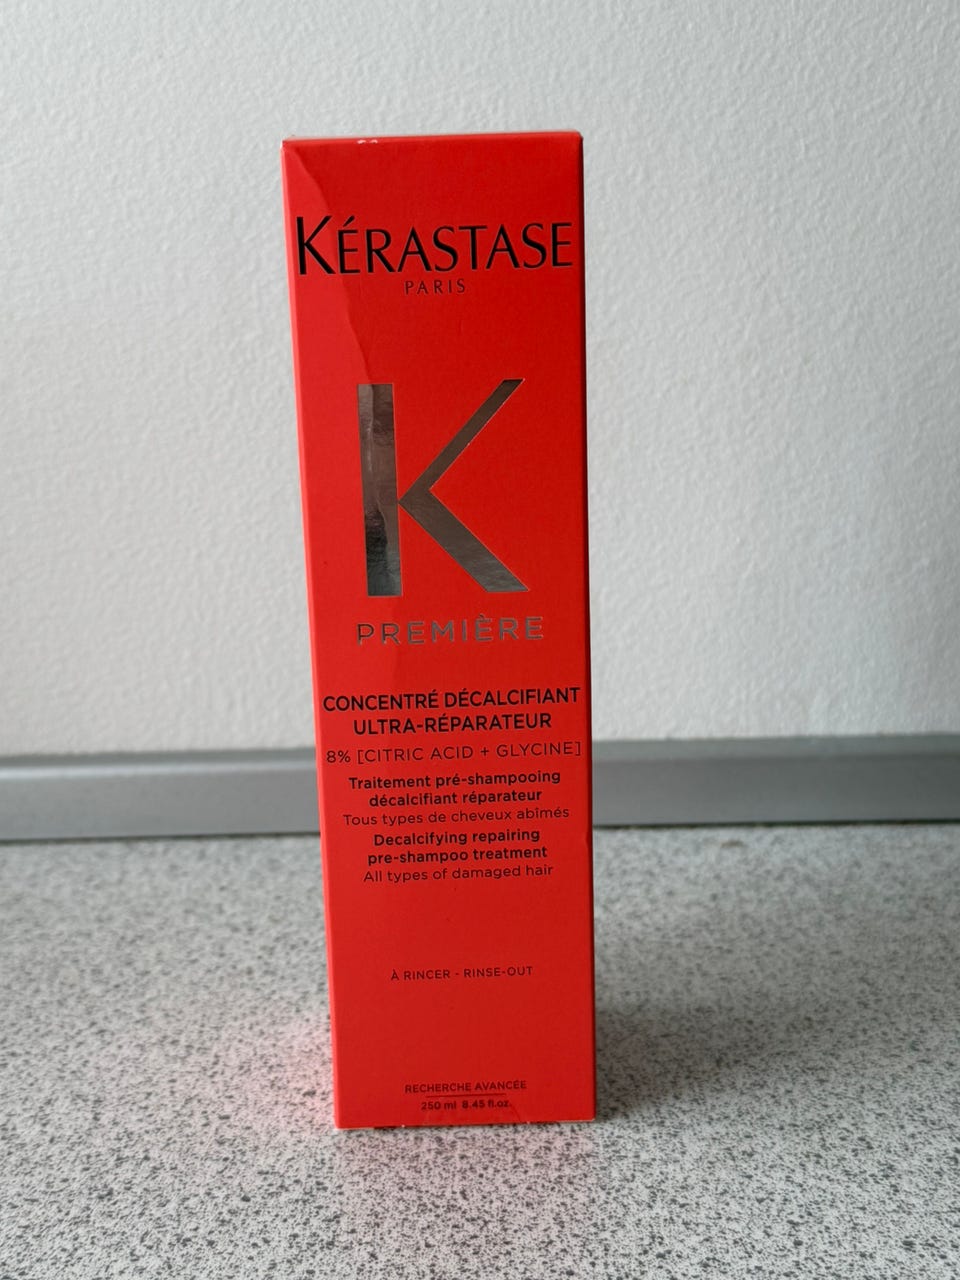 KÉRASTASE
PARIS
K
PREMIÈRE
CONCENTRÉ DÉCALCIFIANT
ULTRA-RÉPARATEUR
8% [CITRIC ACID + GLYCINE]
Traitement pré-shampooing
décalcifiant réparateur
Tous types de cheveux abîmés
Decalcifying repairing
pre-shampoo treatment
All types of damaged hair
À RINCER - RINSE-OUT
RECHERCHE AVANCÉE
250 ml 8.45 fl.oz.